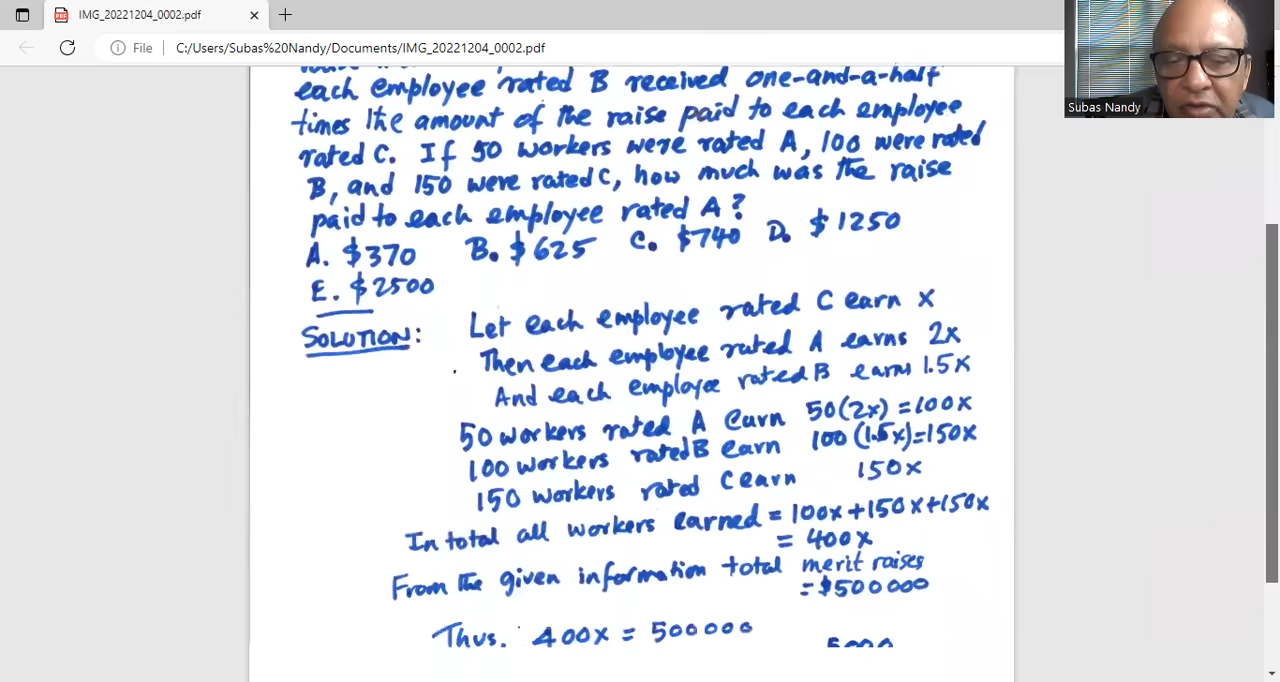 IMG_20221204_0002.pdf
File C:/Users/Subas%20Nandy/Documents/IMG_20221204_0002.pdf
Subas Nandy
each employee rated B received one-and-a-half
times the amount of the raise paid to each employee
rated C. If 50 workers were rated A, 100 were rated
B, and 150 were rated C, how much was the raise
paid to each employee rated A?
A. $370 B. $625 C. $740 D. $1250
E. $2500
SOLUTION: Let each employee rated C earn x
Then each employee rated A earns 2x
And each employee rated B earns 1.5x
50 workers rated A earn 50(2x)=100x
100 workers rated B earn 100(1.5x)=150x
150 workers rated C earn 150x
In total all workers earned = 100x+150x+150x
= 400x
From the given information total merit raises
= $500000
Thus. 400x = 500000